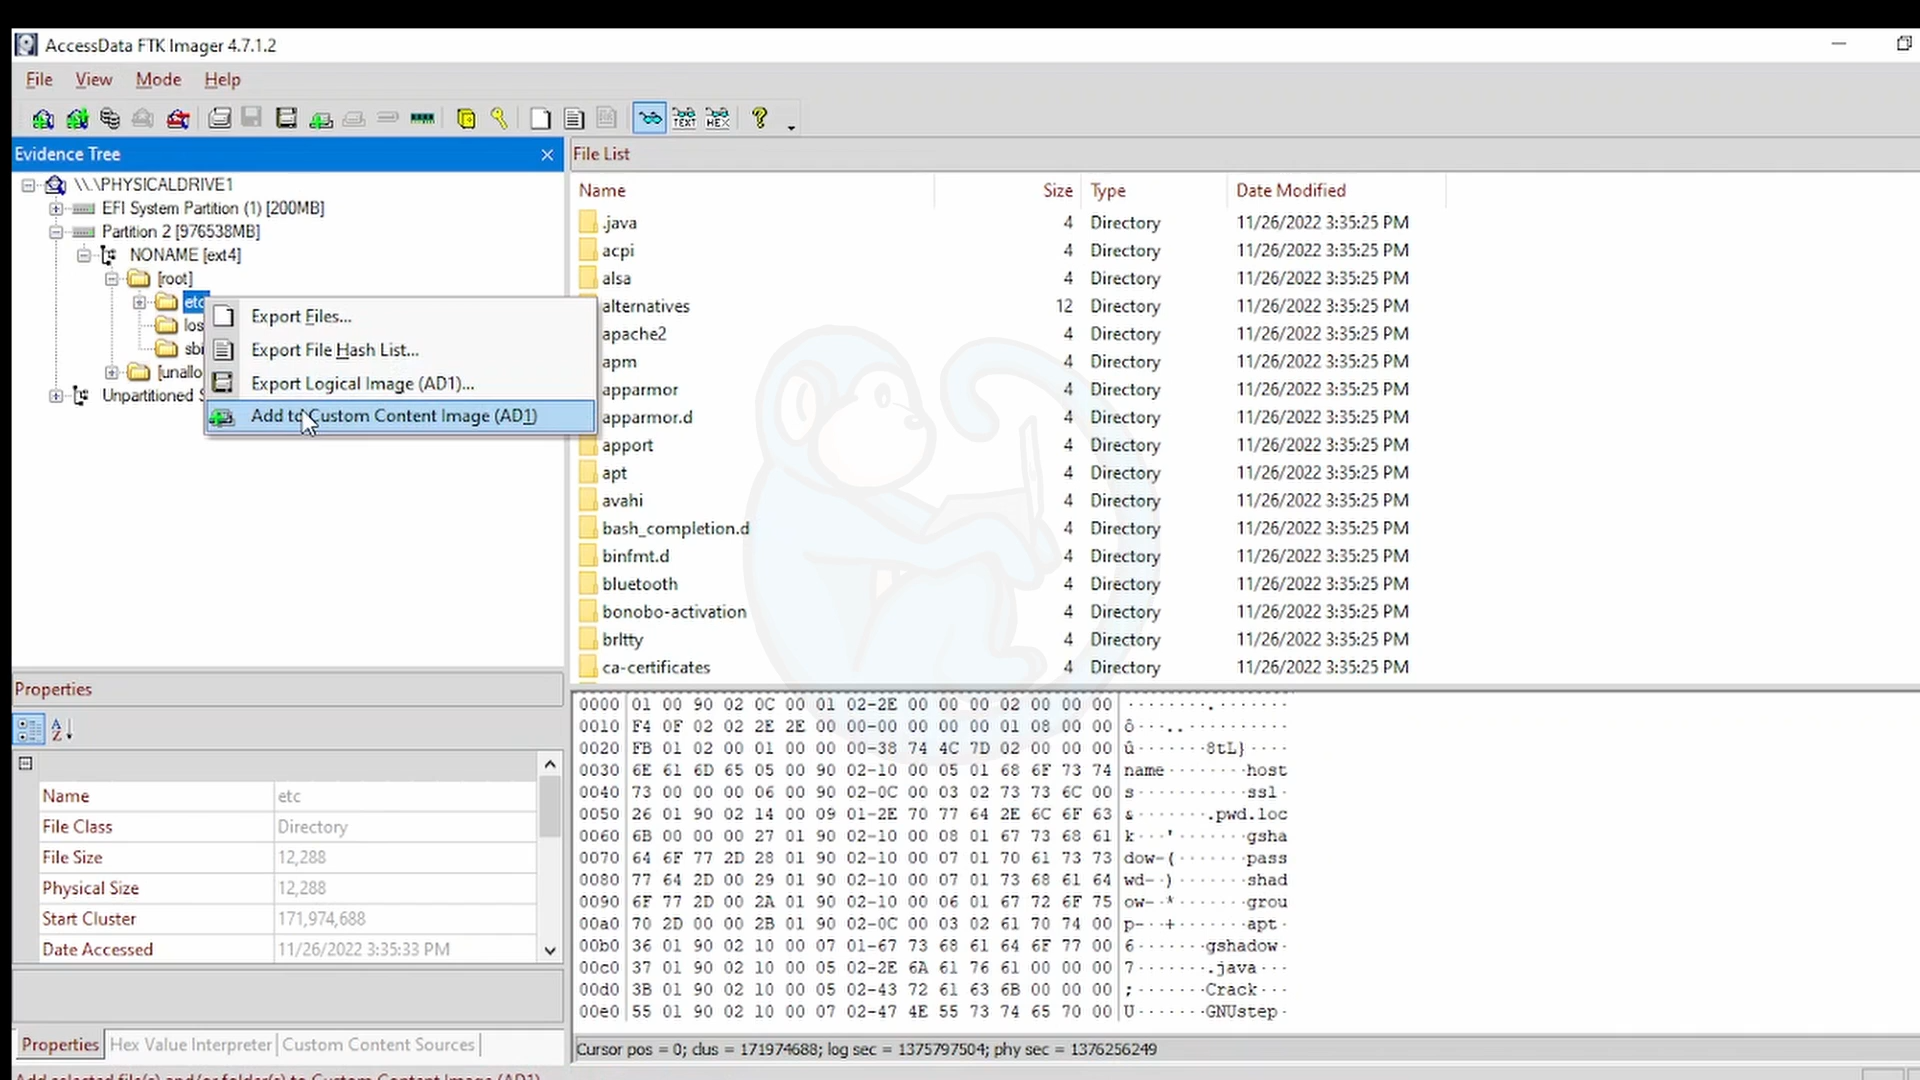 AccessData FTK Imager 4.7.1.2
File View Mode Help
TEXT HEX
Evidence Tree
\\.\PHYSICALDRIVE1
EFI System Partition (1) [200MB]
Partition 2 [976538MB]
NONAME [ext4]
[root]
etc
los
sbi
[unallo
Unpartitioned S
Export Files...
Export File Hash List...
Export Logical Image (AD1)...
Add to Custom Content Image (AD1)
File List
Name Size Type Date Modified
.java 4 Directory 11/26/2022 3:35:25 PM
acpi 4 Directory 11/26/2022 3:35:25 PM
alsa 4 Directory 11/26/2022 3:35:25 PM
alternatives 12 Directory 11/26/2022 3:35:25 PM
apache2 4 Directory 11/26/2022 3:35:25 PM
apm 4 Directory 11/26/2022 3:35:25 PM
apparmor 4 Directory 11/26/2022 3:35:25 PM
apparmor.d 4 Directory 11/26/2022 3:35:25 PM
apport 4 Directory 11/26/2022 3:35:25 PM
apt 4 Directory 11/26/2022 3:35:25 PM
avahi 4 Directory 11/26/2022 3:35:25 PM
bash_completion.d 4 Directory 11/26/2022 3:35:25 PM
binfmt.d 4 Directory 11/26/2022 3:35:25 PM
bluetooth 4 Directory 11/26/2022 3:35:25 PM
bonobo-activation 4 Directory 11/26/2022 3:35:25 PM
brltty 4 Directory 11/26/2022 3:35:25 PM
ca-certificates 4 Directory 11/26/2022 3:35:25 PM
Properties
Name etc
File Class Directory
File Size 12,288
Physical Size 12,288
Start Cluster 171,974,688
Date Accessed 11/26/2022 3:35:33 PM
Properties Hex Value Interpreter Custom Content Sources
0000 01 00 90 02 0C 00 01 02-2E 00 00 00 02 00 00 00 ········.·······
0010 F4 0F 02 02 2E 2E 00 00-00 00 00 00 01 08 00 00 ô···..··········
0020 FB 01 02 00 01 00 00 00-38 74 4C 7D 02 00 00 00 û·······8tL}····
0030 6E 61 6D 65 05 00 90 02-10 00 05 01 68 6F 73 74 name········host
0040 73 00 00 00 06 00 90 02-0C 00 03 02 73 73 6C 00 s···········ssl·
0050 26 01 90 02 14 00 09 01-2E 70 77 64 2E 6C 6F 63 &·······.pwd.loc
0060 6B 00 00 00 27 01 90 02-10 00 08 01 67 73 68 61 k···'·······gsha
0070 64 6F 77 2D 28 01 90 02-10 00 07 01 70 61 73 73 dow-(·······pass
0080 77 64 2D 00 29 01 90 02-10 00 07 01 73 68 61 64 wd-·)·······shad
0090 6F 77 2D 00 2A 01 90 02-10 00 06 01 67 72 6F 75 ow-·*·······grou
00a0 70 2D 00 00 2B 01 90 02-0C 00 03 02 61 70 74 00 p-··+·······apt·
00b0 36 01 90 02 10 00 07 01-67 73 68 61 64 6F 77 00 6·······gshadow·
00c0 37 01 90 02 10 00 05 02-2E 6A 61 76 61 00 00 00 7·······.java···
00d0 3B 01 90 02 10 00 05 02-43 72 61 63 6B 00 00 00 ;·······Crack···
00e0 55 01 90 02 10 00 07 02-47 4E 55 73 74 65 70 00 U·······GNUstep·
Cursor pos = 0; clus = 171974688; log sec = 1375797504; phy sec = 1376256249
Add selected file(s) and/or folder(s) to Custom Content Image (AD1)